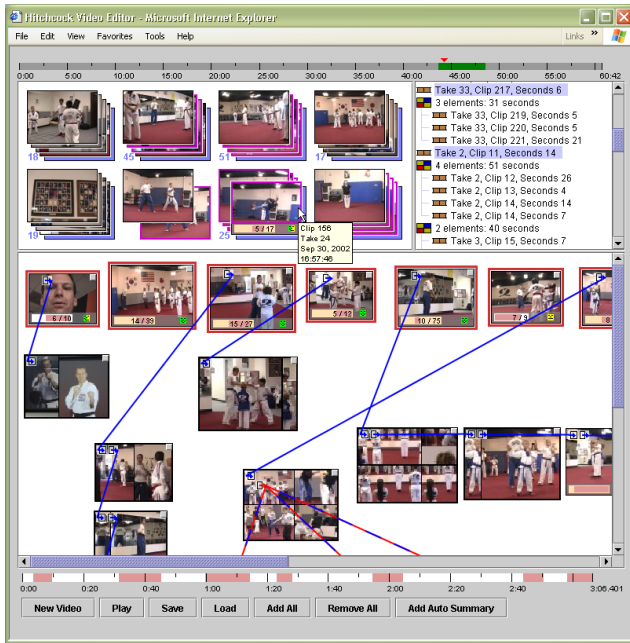 Hitchcock Video Editor - Microsoft Internet Explorer
File Edit View Favorites Tools Help Links »
0:00 5:00 10:00 15:00 20:00 25:00 30:00 35:00 40:00 45:00 50:00 55:00 60:42
18 45 51 17
19 25 5 / 17
Clip 156
Take 24
Sep 30, 2002
16:57:46
Take 33, Clip 217, Seconds 6
3 elements: 31 seconds
Take 33, Clip 219, Seconds 5
Take 33, Clip 220, Seconds 5
Take 33, Clip 221, Seconds 21
Take 2, Clip 11, Seconds 14
4 elements: 51 seconds
Take 2, Clip 12, Seconds 26
Take 2, Clip 13, Seconds 4
Take 2, Clip 14, Seconds 14
Take 2, Clip 14, Seconds 7
2 elements: 40 seconds
Take 3, Clip 15, Seconds 7
6 / 10 14 / 39 15 / 27 5 / 12 10 / 75 7 / 9 8
0:00 0:20 0:40 1:00 1:20 1:40 2:00 2:20 2:40 3:06.401
New Video Play Save Load Add All Remove All Add Auto Summary